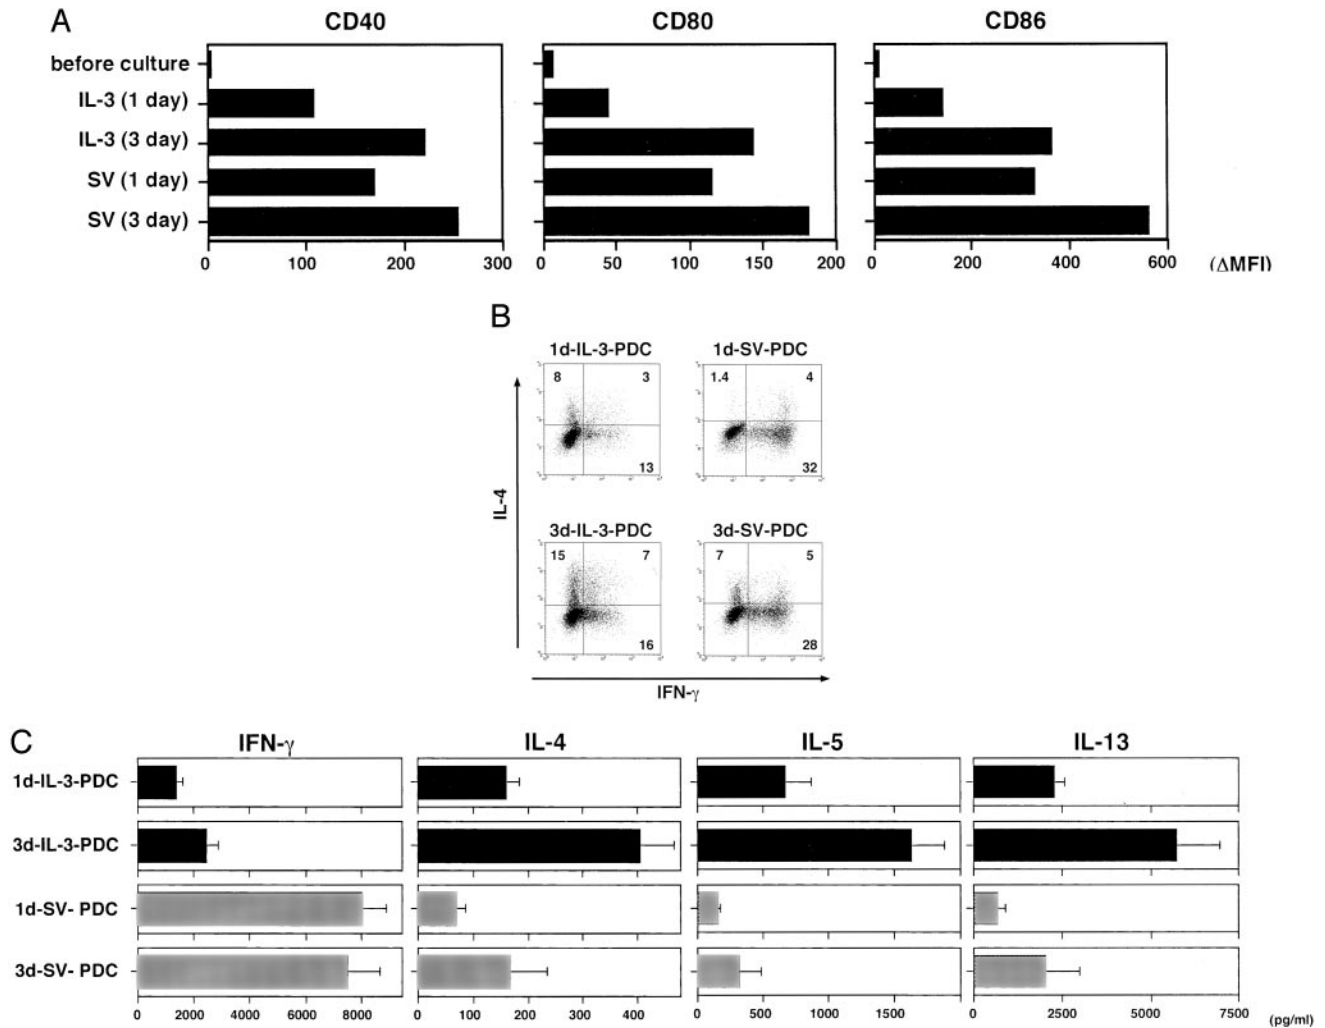 A
CD40 CD80 CD86
before culture
IL-3 (1 day)
IL-3 (3 day)
SV (1 day)
SV (3 day)
0 100 200 300 0 50 100 150 200 0 200 400 600 (ΔMFI)
B
1d-IL-3-PDC 1d-SV-PDC
8 3 1.4 4
13 32
3d-IL-3-PDC 3d-SV-PDC
15 7 7 5
16 28
IL-4
IFN-γ
C
IFN-γ IL-4 IL-5 IL-13
1d-IL-3-PDC
3d-IL-3-PDC
1d-SV- PDC
3d-SV- PDC
0 2000 4000 6000 8000 0 100 200 300 400 0 500 1000 1500 0 2500 5000 7500 (pg/ml)